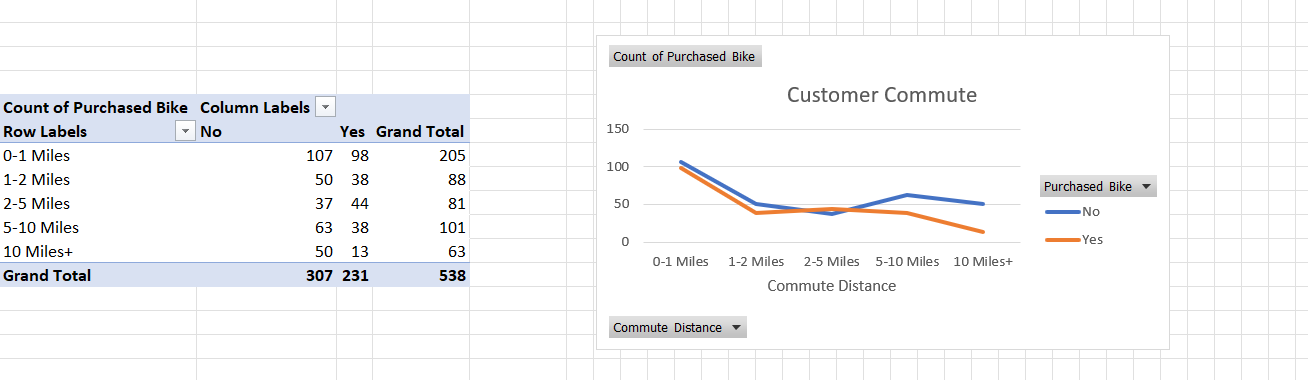 Count of Purchased Bike Column Labels
Row Labels No Yes Grand Total
0-1 Miles 107 98 205
1-2 Miles 50 38 88
2-5 Miles 37 44 81
5-10 Miles 63 38 101
10 Miles+ 50 13 63
Grand Total 307 231 538
Count of Purchased Bike
Customer Commute
150
100
50
0
0-1 Miles 1-2 Miles 2-5 Miles 5-10 Miles 10 Miles+
Commute Distance
Purchased Bike
No
Yes
Commute Distance